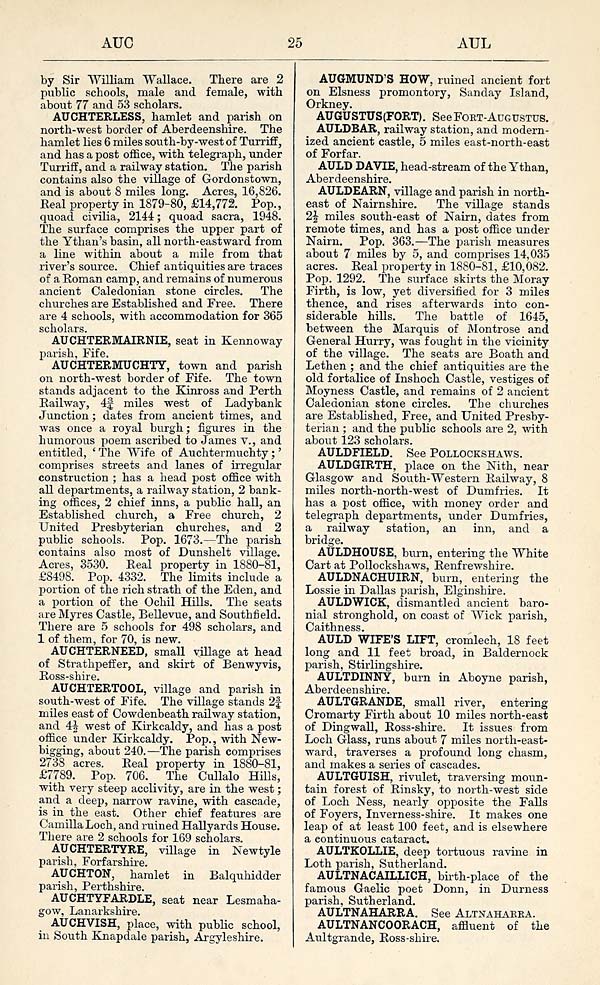 AUC 25 AUL
by Sir William Wallace. There are 2
public schools, male and female, with
about 77 and 53 scholars.
AUCHTERLESS, hamlet and parish on
north-west border of Aberdeenshire. The
hamlet lies 6 miles south-by-west of Turriff,
and has a post office, with telegraph, under
Turriff, and a railway station. The parish
contains also the village of Gordonstown,
and is about 8 miles long. Acres, 16,826.
Real property in 1879-80, £14,772. Pop.,
quoad civilia, 2144; quoad sacra, 1948.
The surface comprises the upper part of
the Ythan's basin, all north-eastward from
a line within about a mile from that
river's source. Chief antiquities are traces
of a Roman camp, and remains of numerous
ancient Caledonian stone circles. The
churches are Established and Free. There
are 4 schools, with accommodation for 365
scholars.
AUCHTERMAIRNIE, seat in Kennoway
parish, Fife.
AUCHTERMUCHTY, town and parish
on north-west border of Fife. The town
stands adjacent to the Kinross and Perth
Railway, 4¾ miles west of Ladybank
Junction; dates from ancient times, and
was once a royal burgh; figures in the
humorous poem ascribed to James V., and
entitled, 'The Wife of Auchtermuchty;'
comprises streets and lanes of irregular
construction; has a head post office with
all departments, a railway station, 2 bank-
ing offices, 2 chief inns, a public hall, an
Established church, a Free church, 2
United Presbyterian churches, and 2
public schools. Pop. 1673.—The parish
contains also most of Dunshelt village.
Acres, 3530. Real property in 1880-81,
£8498. Pop. 4332. The limits include a
portion of the rich strath of the Eden, and
a portion of the Ochil Hills. The seats
are Myres Castle, Bellevue, and Southfield.
There are 5 schools for 498 scholars, and
1 of them, for 70, is new.
AUCHTERNEED, small village at head
of Strathpeffer, and skirt of Benwyvis,
Ross-shire.
AUCHTERTOOL, village and parish in
south-west of Fife. The village stands 2¾
miles east of Cowdenbeath railway station,
and 4½ west of Kirkcaldy, and has a post
office under Kirkcaldy. Pop., with New-
bigging, about 240.—The parish comprises
2738 acres. Real property in 1880-81,
£7789. Pop. 706. The Cullalo Hills,
with very steep acclivity, are in the west;
and a deep, narrow ravine, with cascade,
is in the east. Other chief features are
Camilla Loch, and ruined Hallyards House.
There are 2 schools for 169 scholars.
AUCHTERTYRE, village in Newtyle
parish, Forfarshire.
AUCHTON, hamlet in Balquhidder
parish, Perthshire.
AUCHTYFARDLE, seat near Lesmaha-
gow, Lanarkshire.
AUCHVISH, place, with public school,
in South Knapdale parish, Argyleshire.
AUGMUND'S HOW, ruined ancient fort
on Elsness promontory, Sanday Island,
Orkney.
AUGUSTUS (FORT). See FORT-AUGUSTUS.
AULDBAR, railway station, and modern-
ized ancient castle, 5 miles east-north-east
of Forfar.
AULD DAVIE, head-stream of the Ythan,
Aberdeenshire.
AULDEARN, village and parish in north-
east of Nairnshire. The village stands
2½ miles south-east of Nairn, dates from
remote times, and has a post office under
Nairn. Pop. 363.—The parish measures
about 7 miles by 5, and comprises 14,035
acres. Real property in 1880-81, £10,082.
Pop. 1292. The surface skirts the Moray
Firth, is low, yet diversified for 3 miles
thence, and rises afterwards into con-
siderable hills. The battle of 1645,
between the Marquis of Montrose and
General Hurry, was fought in the vicinity
of the village. The seats are Boath and
Lethen; and the chief antiquities are the
old fortalice of Inshoch Castle, vestiges of
Moyness Castle, and remains of 2 ancient
Caledonian stone circles. The churches
are Established, Free, and United Presby-
terian; and the public schools are 2, with
about 123 scholars.
AULDFIELD. See POLLOCKSHAWS.
AULDGIRTH, place on the Nith, near
Glasgow and South-Western Railway, 8
miles north-north-west of Dumfries. It
has a post office, with money order and
telegraph departments, under Dumfries,
a railway station, an inn, and a
bridge.
AULDHOUSE, burn, entering the White
Cart at Pollockshaws, Renfrewshire.
AULDNACHUIRN, burn, entering the
Lossie in Dallas parish, Elginshire.
AULDWICK, dismantled ancient baro-
nial stronghold, on coast of Wick parish,
Caithness.
AULD WIFE'S LIFT, cromlech, 18 feet
long and 11 feet broad, in Baldernock
parish, Stirlingshire.
AULTDINNY, burn in Aboyne parish,
Aberdeenshire.
AULTGRANDE, small river, entering
Cromarty Firth about 10 miles north-east
of Dingwall, Ross-shire. It issues from
Loch Glass, runs about 7 miles north-east-
ward, traverses a profound long chasm,
and makes a series of cascades.
AULTGUISH, rivulet, traversing moun-
tain forest of Rinsky, to north-west side
of Loch Ness, nearly opposite the Falls
of Foyers, Inverness-shire. It makes one
leap of at least 100 feet, and is elsewhere
a continuous cataract.
AULTKOLLIE, deep tortuous ravine in
Loth parish, Sutherland.
AULTNACAILLICH, birth-place of the
famous Gaelic poet Donn, in Durness
parish, Sutherland.
AULTNAHARRA. See ALTNAHARRA.
AULTNANCOORACH, affluent of the
Aultgrande, Ross-shire.